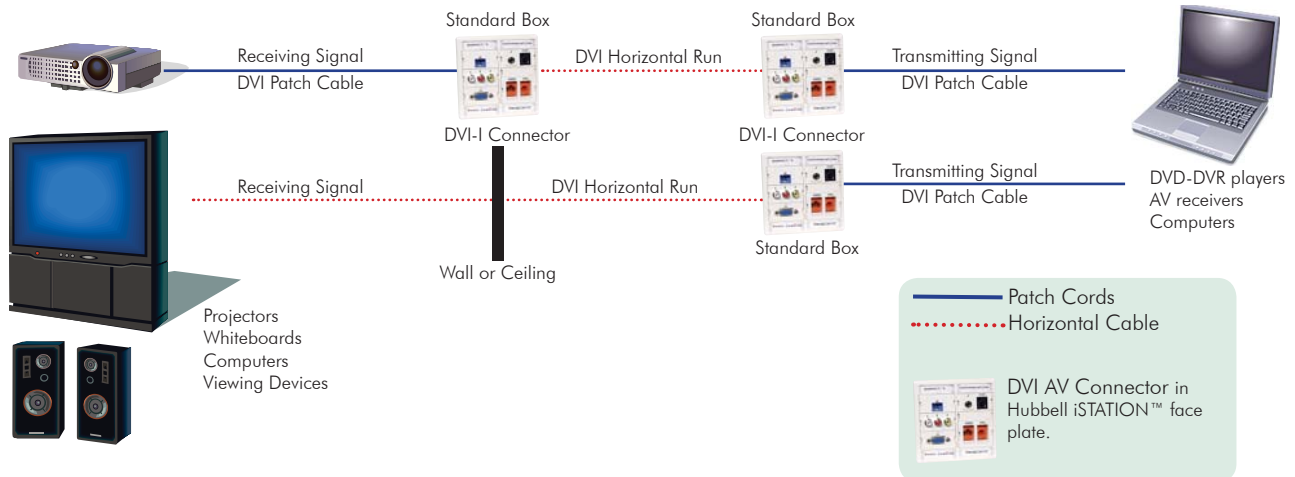 Standard Box
Standard Box
Receiving Signal
DVI Horizontal Run
Transmitting Signal
DVI Patch Cable
DVI Patch Cable
DVI-I Connector
DVI-I Connector
Receiving Signal
DVI Horizontal Run
Transmitting Signal
DVI Patch Cable
DVD-DVR players
AV receivers
Computers
Standard Box
Wall or Ceiling
Projectors
Whiteboards
Computers
Viewing Devices
Patch Cords
Horizontal Cable
DVI AV Connector in
Hubbell iSTATION™ face
plate.